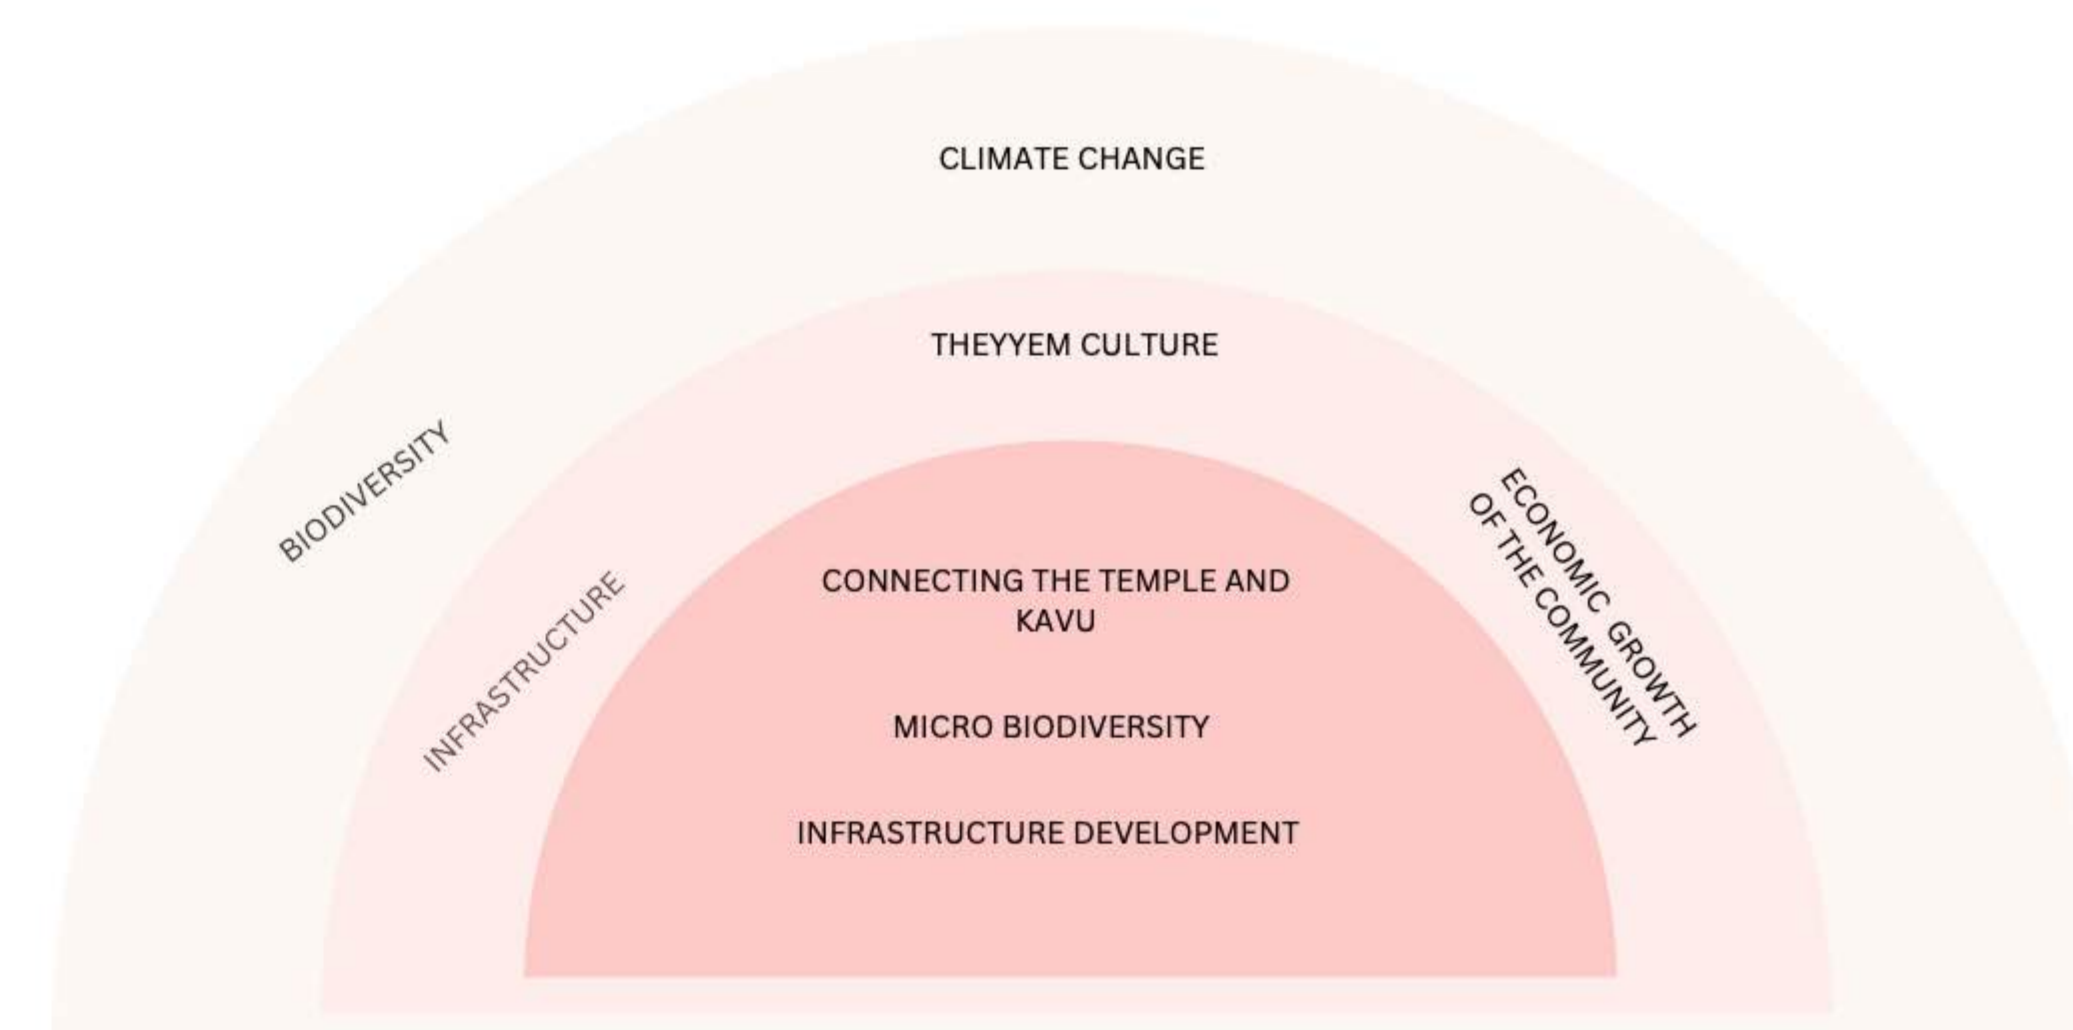 CLIMATE CHANGE
THEYYEM CULTURE
BIODIVERSITY
INFRASTRUCTURE
ECONOMIC GROWTH
OF THE COMMUNITY
CONNECTING THE TEMPLE AND
KAVU
MICRO BIODIVERSITY
INFRASTRUCTURE DEVELOPMENT